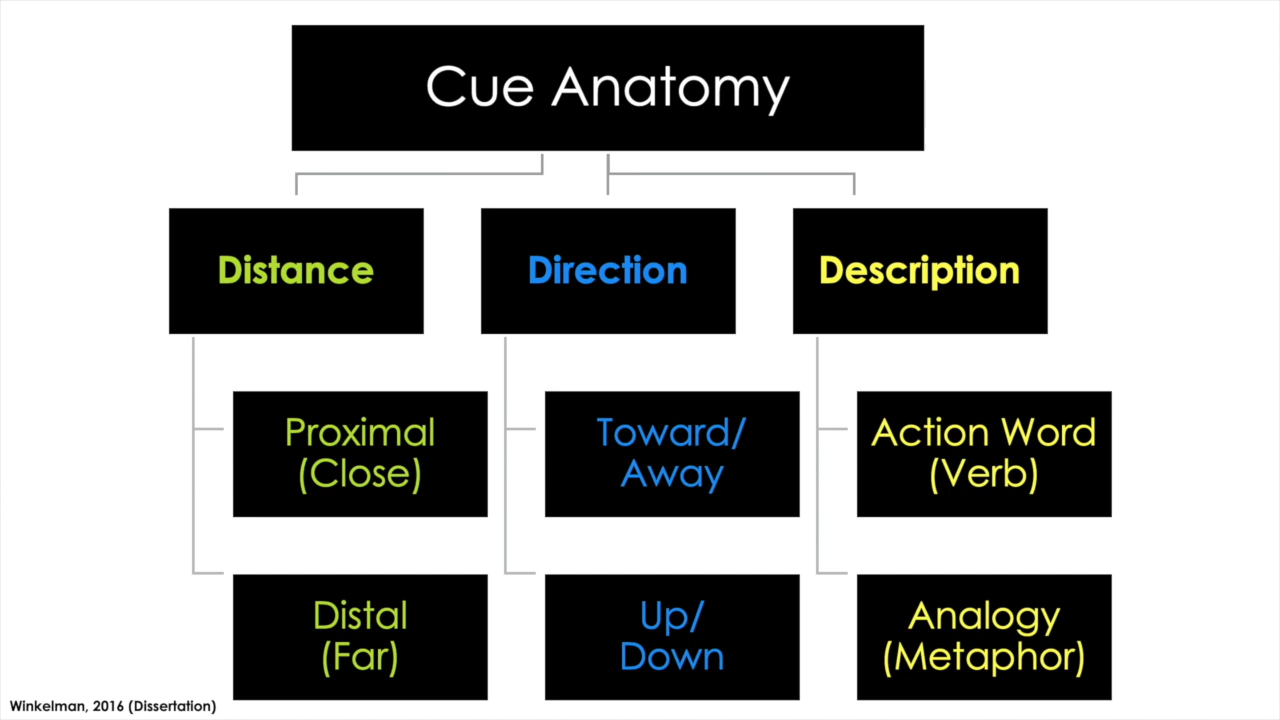 Cue Anatomy
Distance
Direction
Description
Proximal
(Close)
Toward/
Away
Action Word
(Verb)
Distal
(Far)
Up/
Down
Analogy
(Metaphor)
Winkelman, 2016 (Dissertation)